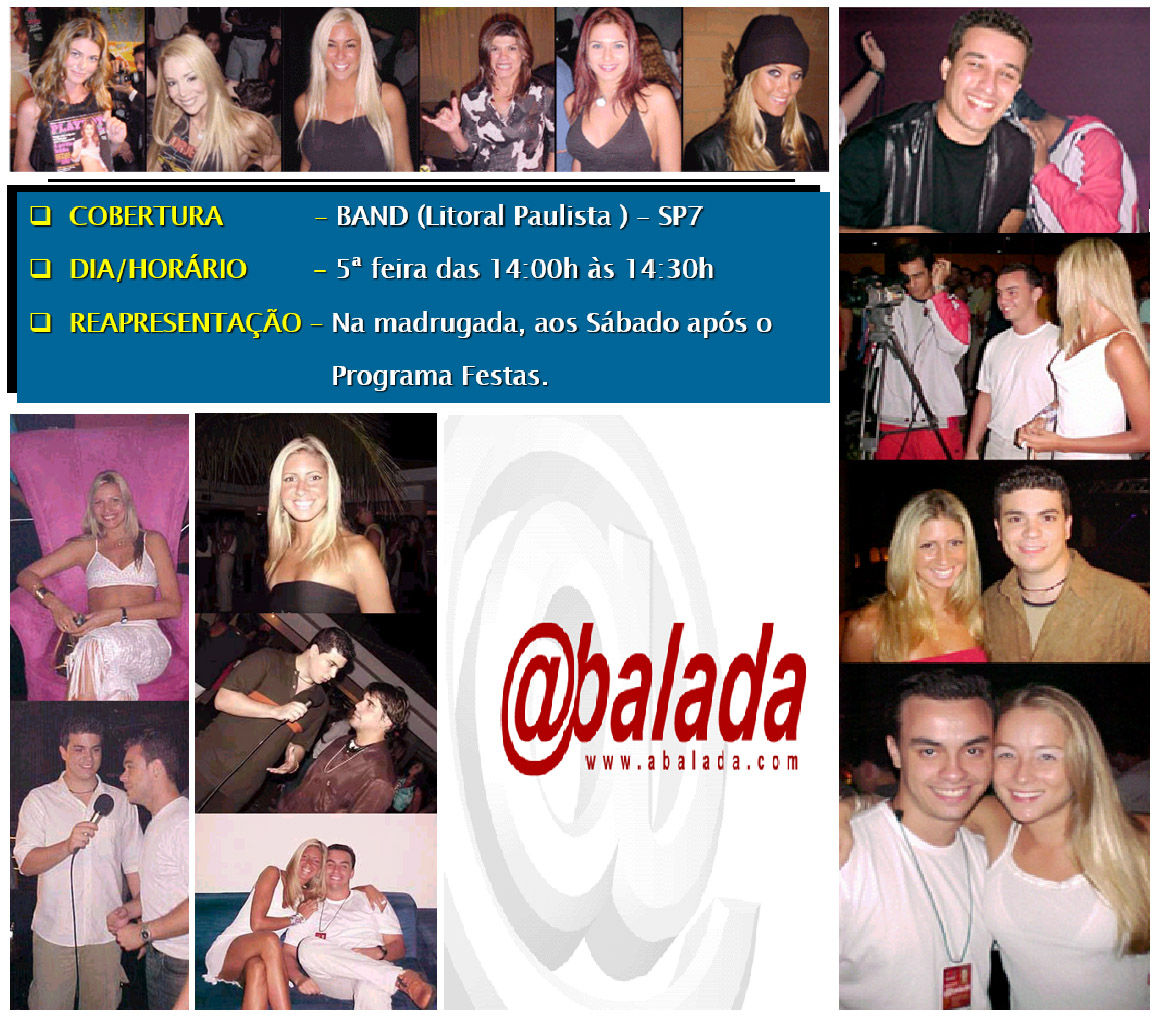 PLAYBOY
COBERTURA – BAND (Litoral Paulista ) – SP7
DIA/HORÁRIO – 5ª feira das 14:00h às 14:30h
REAPRESENTAÇÃO – Na madrugada, aos Sábado após o
Programa Festas.
@balada
www.abalada.com